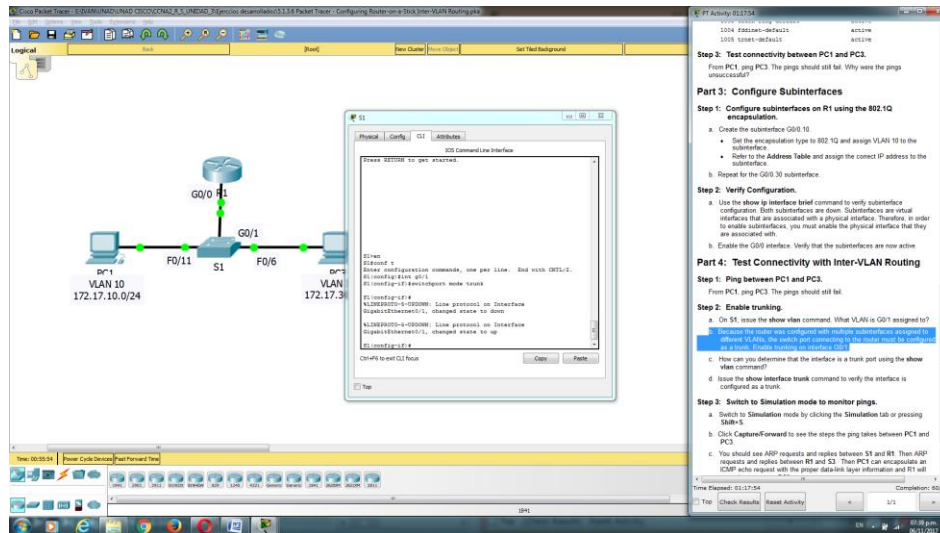 Cisco Packet Tracer - E:\IVAN\UNAD\UNAD CISCO\CCNA2_R_S_UNIDAD_3\Ejercicios desarrollados\5.1.3.6 Packet Tracer - Configuring Router-on-a-Stick Inter-VLAN Routing.pka
File Edit Options View Tools Extensions Help
Logical
Back
[Root]
New Cluster
Move Object
Set Tiled Background
G0/0 R1
G0/1
F0/11
S1
F0/6
PC1
VLAN 10
172.17.10.0/24
VLAN
172.17.3
S1
Physical
Config
CLI
Attributes
IOS Command Line Interface
Press RETURN to get started.
S1>en
S1#conf t
Enter configuration commands, one per line. End with CNTL/Z.
S1(config)#int g0/1
S1(config-if)#switchport mode trunk
S1(config-if)#
%LINEPROTO-5-UPDOWN: Line protocol on Interface
GigabitEthernet0/1, changed state to down
%LINEPROTO-5-UPDOWN: Line protocol on Interface
GigabitEthernet0/1, changed state to up
S1(config-if)#
Ctrl+F6 to exit CLI focus
Copy
Paste
Top
Time: 00:55:54
Power Cycle Devices
Fast Forward Time
1841
PT Activity: 01:17:54
1004 fddinet-default active
1005 trnet-default active
Step 3: Test connectivity between PC1 and PC3.
From PC1, ping PC3. The pings should still fail. Why were the pings
unsuccessful?
Part 3: Configure Subinterfaces
Step 1: Configure subinterfaces on R1 using the 802.1Q
encapsulation.
a. Create the subinterface G0/0.10.
• Set the encapsulation type to 802.1Q and assign VLAN 10 to the
subinterface.
• Refer to the Address Table and assign the correct IP address to the
subinterface.
b. Repeat for the G0/0.30 subinterface.
Step 2: Verify Configuration.
a. Use the show ip interface brief command to verify subinterface
configuration. Both subinterfaces are down. Subinterfaces are virtual
interfaces that are associated with a physical interface. Therefore, in order
to enable subinterfaces, you must enable the physical interface that they
are associated with.
b. Enable the G0/0 interface. Verify that the subinterfaces are now active.
Part 4: Test Connectivity with Inter-VLAN Routing
Step 1: Ping between PC1 and PC3.
From PC1, ping PC3. The pings should still fail.
Step 2: Enable trunking.
a. On S1, issue the show vlan command. What VLAN is G0/1 assigned to?
b. Because the router was configured with multiple subinterfaces assigned to
different VLANs, the switch port connecting to the router must be configured
as a trunk. Enable trunking on interface G0/1.
c. How can you determine that the interface is a trunk port using the show
vlan command?
d. Issue the show interface trunk command to verify the interface is
configured as a trunk.
Step 3: Switch to Simulation mode to monitor pings.
a. Switch to Simulation mode by clicking the Simulation tab or pressing
Shift+S.
b. Click Capture/Forward to see the steps the ping takes between PC1 and
PC3.
c. You should see ARP requests and replies between S1 and R1. Then ARP
requests and replies between R1 and S3. Then PC1 can encapsulate an
ICMP echo request with the proper data-link layer information and R1 will
Time Elapsed: 01:17:54
Completion: 60
Top
Check Results
Reset Activity
<
1/1
>
EN
07:39 p.m.
06/11/2017